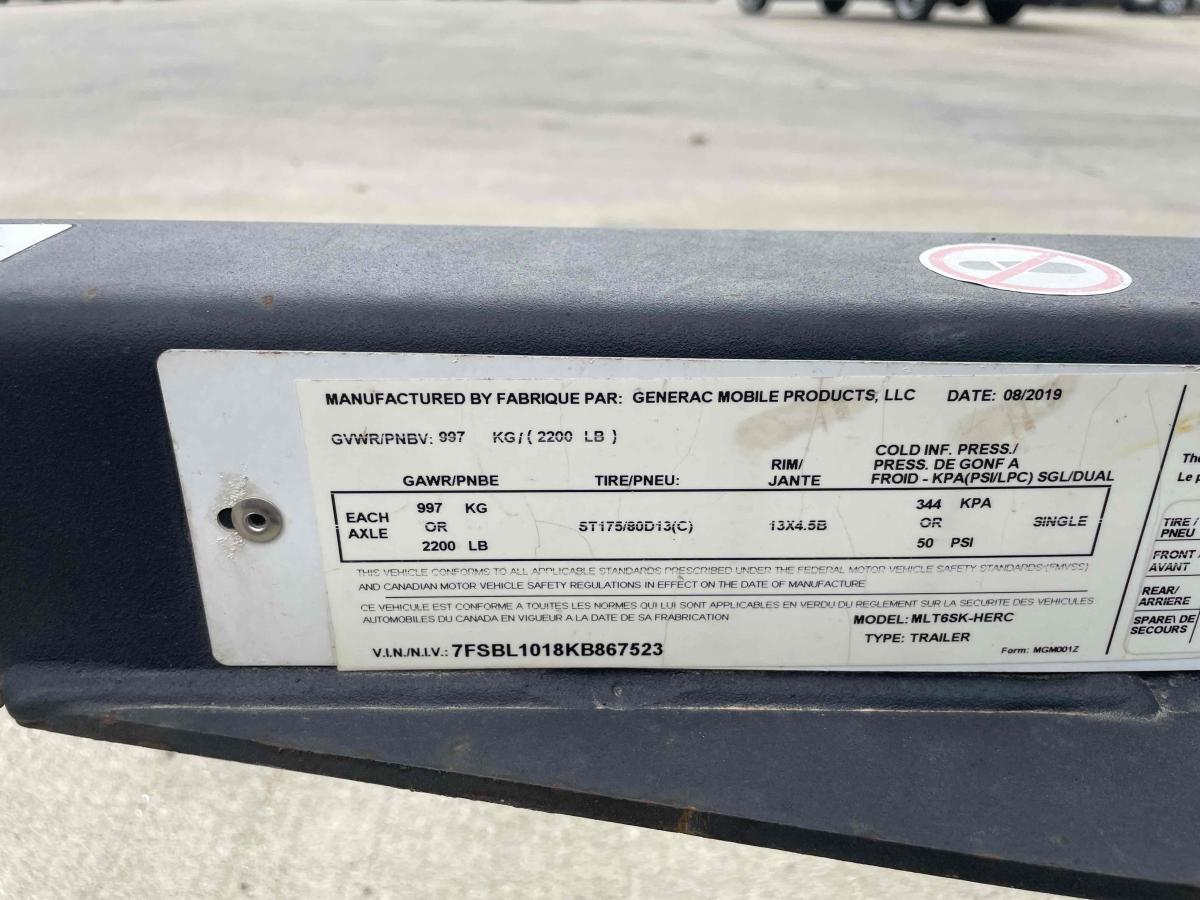 MANUFACTURED BY FABRIQUE PAR: GENERAC MOBILE PRODUCTS, LLC DATE: 08/2019
GVWR/PNBV: 997 KG/( 2200 LB )
GAWR/PNBE TIRE/PNEU: RIM/ JANTE COLD INF. PRESS./ PRESS. DE GONF A FROID - KPA(PSI/LPC) SGL/DUAL
EACH AXLE 997 KG OR 2200 LB ST175/80D13(C) 13X4.5B 344 KPA OR 50 PSI SINGLE
THIS VEHICLE CONFORMS TO ALL APPLICABLE STANDARDS PRESCRIBED UNDER THE FEDERAL MOTOR VEHICLE SAFETY STANDARDS (FMVSS)
AND CANADIAN MOTOR VEHICLE SAFETY REGULATIONS IN EFFECT ON THE DATE OF MANUFACTURE
CE VEHICULE EST CONFORME A TOUTES LES NORMES QUI LUI SONT APPLICABLES EN VERDU DU REGLEMENT SUR LA SECURITE DES VEHICULES
AUTOMOBILES DU CANADA EN VIGUEUR A LA DATE DE SA FRABRICATION
MODEL: MLT6SK-HERC
V.I.N./N.I.V.: 7FSBL1018KB867523 TYPE: TRAILER
Form: MGM001Z
Le p
TIRE /
PNEU
FRONT
AVANT
REAR/
ARRIERE
SPARE\ DE
SECOURS